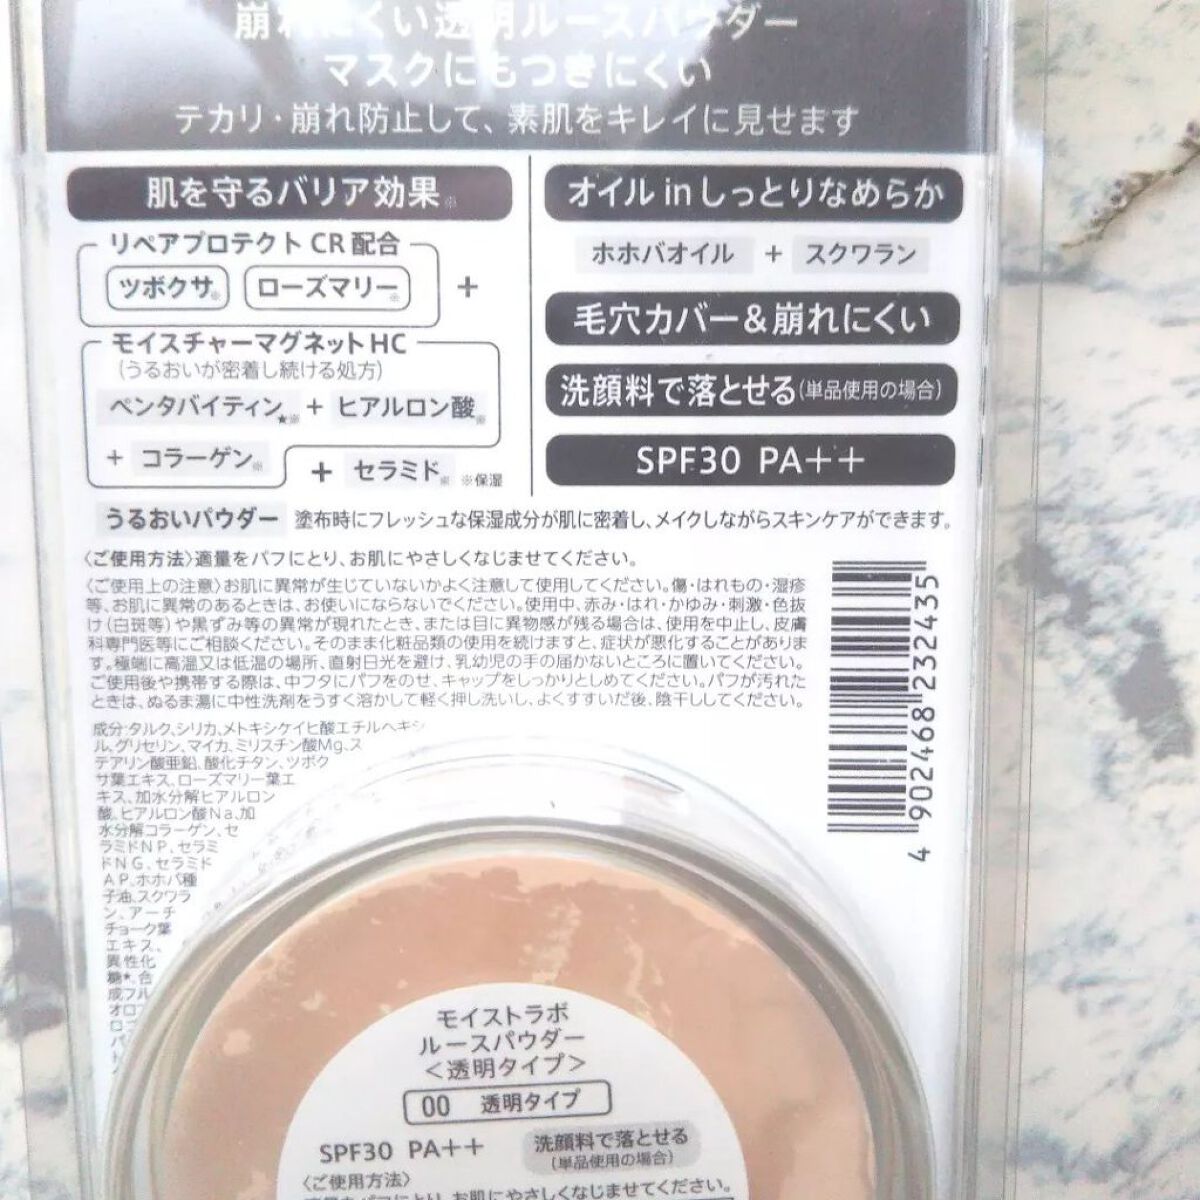 崩れにくい透明ルースパウダー
マスクにもつきにくい
テカリ・崩れ防止して、素肌をキレイに見せます
肌を守るバリア効果※
リペアプロテクトCR配合
ツボクサ※ ローズマリー※ +
モイスチャーマグネットHC
(うるおいが密着し続ける処方)
ペンタバイティン★※ + ヒアルロン酸※
+ コラーゲン※ + セラミド※ ※保湿
オイルinしっとりなめらか
ホホバオイル + スクワラン
毛穴カバー&崩れにくい
洗顔料で落とせる(単品使用の場合)
SPF30 PA++
うるおいパウダー 塗布時にフレッシュな保湿成分が肌に密着し、メイクしながらスキンケアができます。
〈ご使用方法〉適量をパフにとり、お肌にやさしくなじませてください。
〈ご使用上の注意〉お肌に異常が生じていないかよく注意して使用してください。傷・はれもの・湿疹
等、お肌に異常のあるときは、お使いにならないでください。使用中、赤み・はれ・かゆみ・刺激・色抜
け(白斑等)や黒ずみ等の異常が現れたとき、または目に異物感が残る場合は、使用を中止し、皮膚
科専門医等にご相談ください。そのまま化粧品類の使用を続けますと、症状が悪化することがありま
す。極端に高温又は低温の場所、直射日光を避け、乳幼児の手の届かないところに置いてください。
ご使用後や携帯する際は、中フタにパフをのせ、キャップをしっかりとしめてください。パフが汚れた
ときは、ぬるま湯に中性洗剤をうすく溶かして軽く押し洗いし、よくすすいだ後、陰干ししてください。
成分:タルク、シリカ、メトキシケイヒ酸エチルヘキシ
ル、グリセリン、マイカ、ミリスチン酸Mg、ス
テアリン酸亜鉛、酸化チタン、ツボク
サ葉エキス、ローズマリー葉エ
キス、加水分解ヒアルロン
酸、ヒアルロン酸Na、加
水分解コラーゲン、セ
ラミドNP、セラミ
ドNG、セラミド
AP、ホホバ種
子油、スクワラ
ン、アーチ
チョーク葉
エキス、
異性化
糖★、合
成フル
オロ
4 902468 232435
モイストラボ
ルースパウダー
<透明タイプ>
00 透明タイプ
SPF30 PA++
洗顔料で落とせる
(単品使用の場合)
〈ご使用方法〉
適量をパフにとり、お肌にやさしくなじませてください。